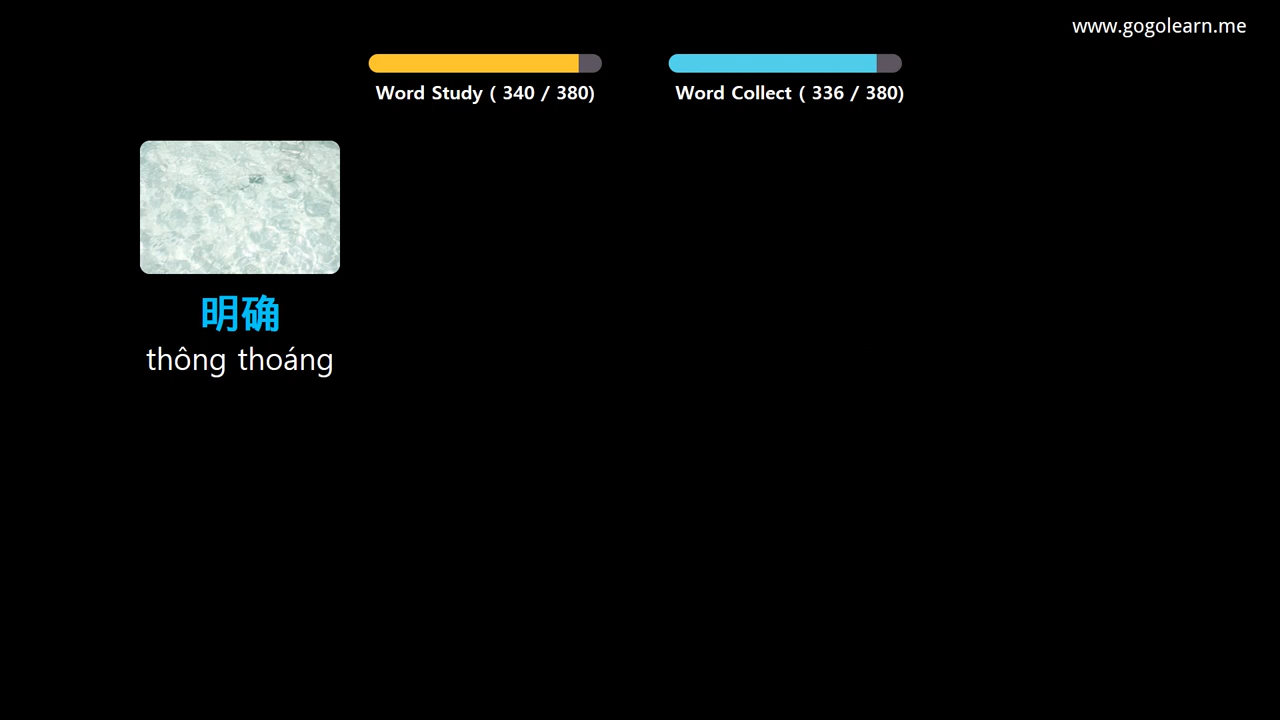 www.gogolearn.me
Word Study ( 340 / 380)
Word Collect ( 336 / 380)
明确
thông thoáng